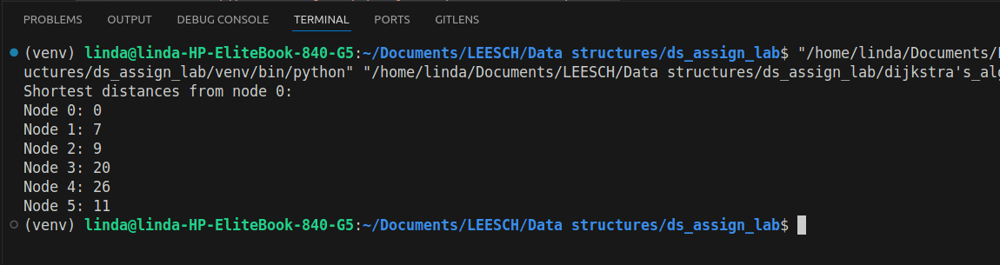 PROBLEMS OUTPUT DEBUG CONSOLE TERMINAL PORTS GITLENS
(venv) linda@linda-HP-EliteBook-840-G5:~/Documents/LEESCH/Data structures/ds_assign_lab$ "/home/linda/Documents/
uctures/ds_assign_lab/venv/bin/python" "/home/linda/Documents/LEESCH/Data structures/ds_assign_lab/dijkstra's_alg
Shortest distances from node 0:
Node 0: 0
Node 1: 7
Node 2: 9
Node 3: 20
Node 4: 26
Node 5: 11
(venv) linda@linda-HP-EliteBook-840-G5:~/Documents/LEESCH/Data structures/ds_assign_lab$